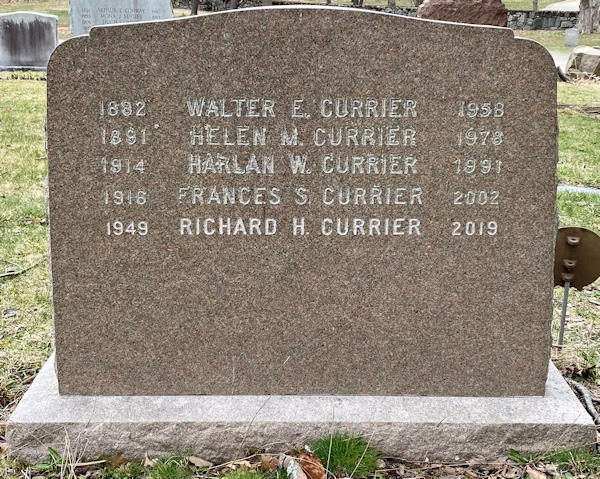 1882 WALTER E. CURRIER 1958
1891 HELEN M. CURRIER 1978
1914 HARLAN W. CURRIER 1991
1916 FRANCES S. CURRIER 2002
1949 RICHARD H. CURRIER 2019